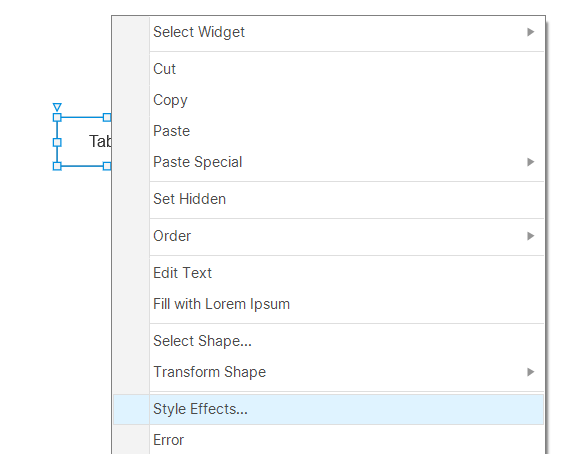 Select Widget
Cut
Copy
Tab
Paste
Paste Special
Set Hidden
Order
Edit Text
Fill with Lorem Ipsum
Select Shape...
Transform Shape
Style Effects...
Error